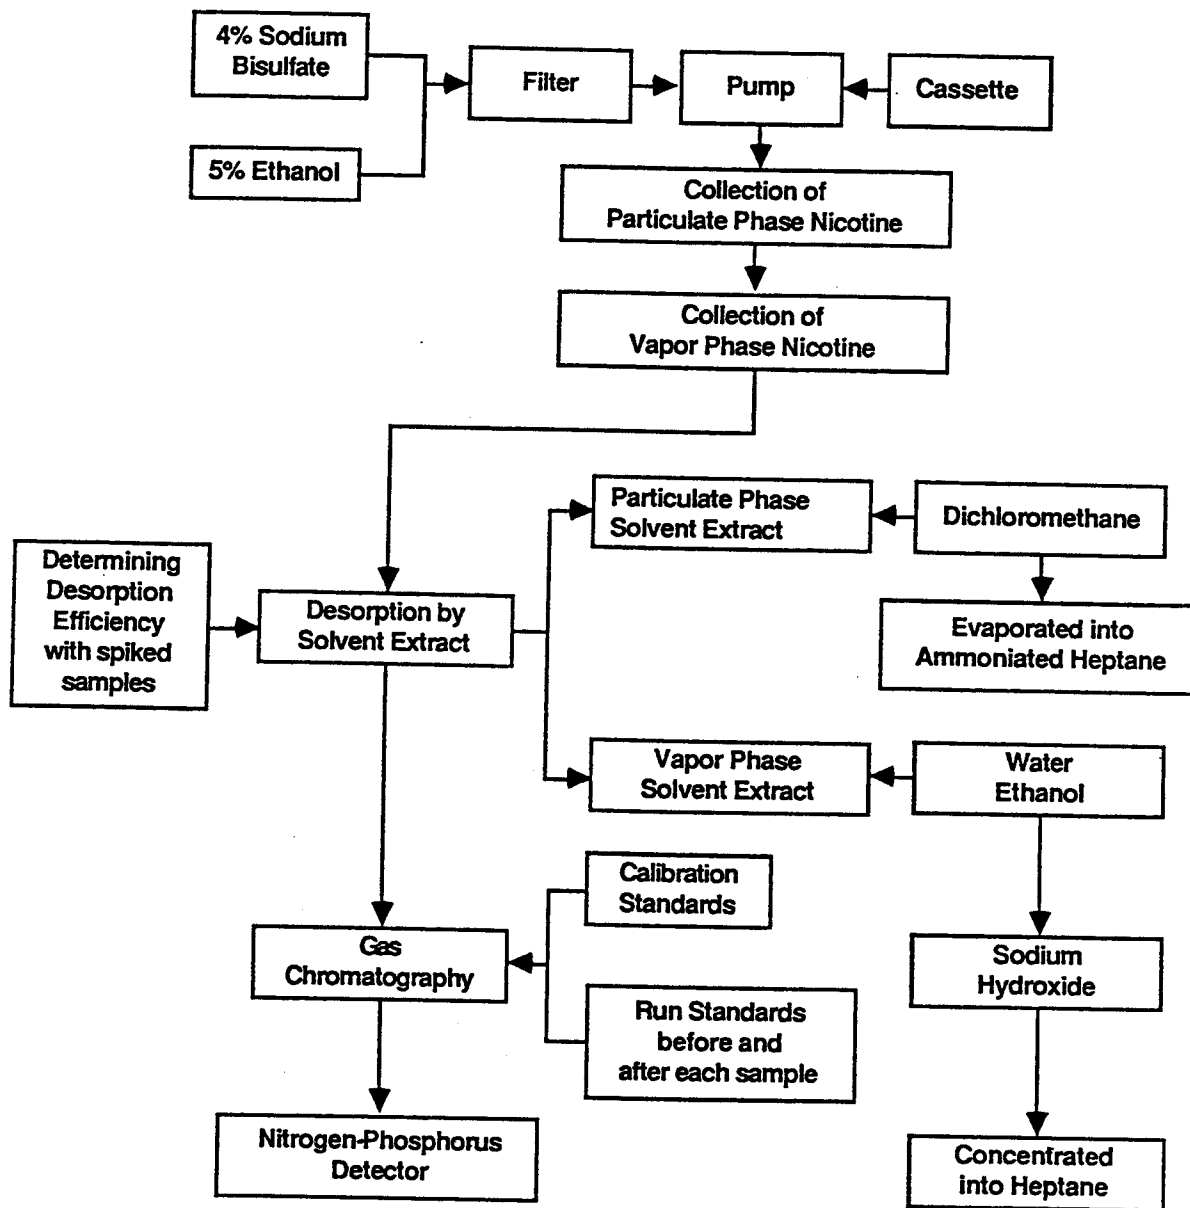 4% Sodium
Bisulfate
Filter
Pump
Cassette
5% Ethanol
Collection of
Particulate Phase Nicotine
Collection of
Vapor Phase Nicotine
Particulate Phase
Solvent Extract
Dichloromethane
Determining
Desorption
Efficiency
with spiked
samples
Desorption by
Solvent Extract
Evaporated into
Ammoniated Heptane
Vapor Phase
Solvent Extract
Water
Ethanol
Calibration
Standards
Gas
Chromatography
Sodium
Hydroxide
Run Standards
before and
after each sample
Nitrogen-Phosphorus
Detector
Concentrated
into Heptane